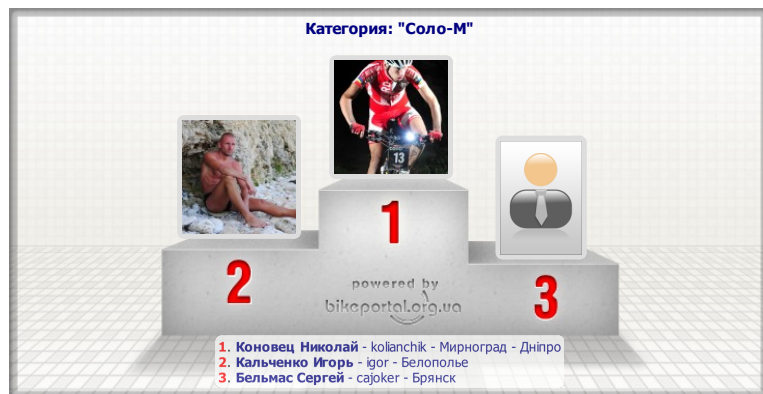 Категория: "Соло-М"
13
1
2
3
powered by
bikeportal.org.ua
1. Коновец Николай - kolianchik - Мирноград - Дніпро
2. Кальченко Игорь - igor - Белополье
3. Бельмас Сергей - cajoker - Брянск